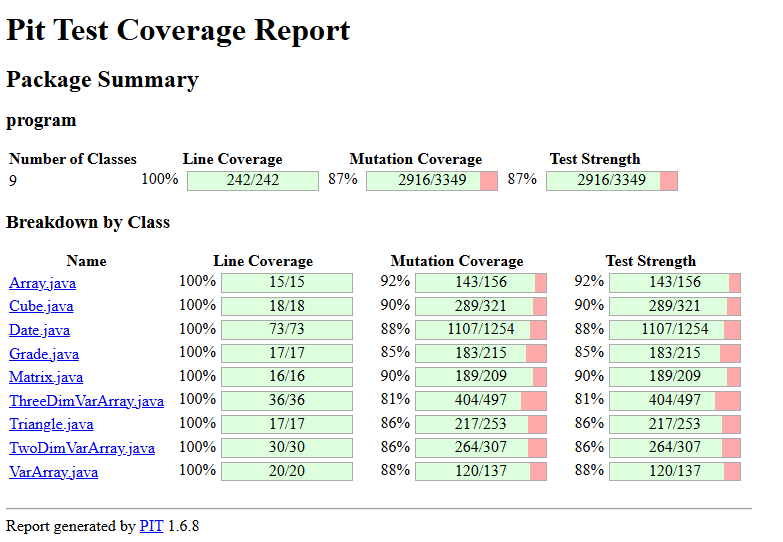 Pit Test Coverage Report
Package Summary
program
Number of Classes Line Coverage Mutation Coverage Test Strength
9 100% 242/242 87% 2916/3349 87% 2916/3349
Breakdown by Class
Name Line Coverage Mutation Coverage Test Strength
Array.java 100% 15/15 92% 143/156 92% 143/156
Cube.java 100% 18/18 90% 289/321 90% 289/321
Date.java 100% 73/73 88% 1107/1254 88% 1107/1254
Grade.java 100% 17/17 85% 183/215 85% 183/215
Matrix.java 100% 16/16 90% 189/209 90% 189/209
ThreeDimVarArray.java 100% 36/36 81% 404/497 81% 404/497
Triangle.java 100% 17/17 86% 217/253 86% 217/253
TwoDimVarArray.java 100% 30/30 86% 264/307 86% 264/307
VarArray.java 100% 20/20 88% 120/137 88% 120/137
Report generated by PIT 1.6.8